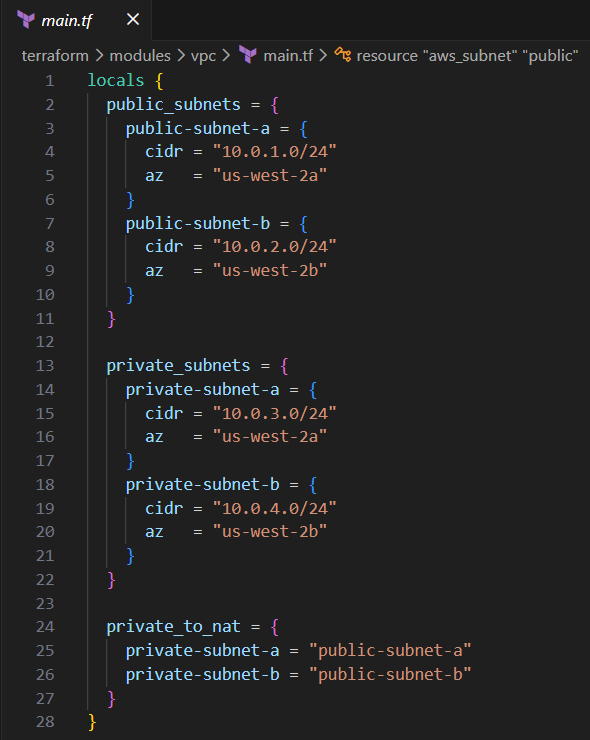 main.tf ×
terraform > modules > vpc > main.tf > resource "aws_subnet" "public"
1 locals {
2   public_subnets = {
3     public-subnet-a = {
4       cidr = "10.0.1.0/24"
5       az   = "us-west-2a"
6     }
7     public-subnet-b = {
8       cidr = "10.0.2.0/24"
9       az   = "us-west-2b"
10     }
11   }
12
13   private_subnets = {
14     private-subnet-a = {
15       cidr = "10.0.3.0/24"
16       az   = "us-west-2a"
17     }
18     private-subnet-b = {
19       cidr = "10.0.4.0/24"
20       az   = "us-west-2b"
21     }
22   }
23
24   private_to_nat = {
25     private-subnet-a = "public-subnet-a"
26     private-subnet-b = "public-subnet-b"
27   }
28 }